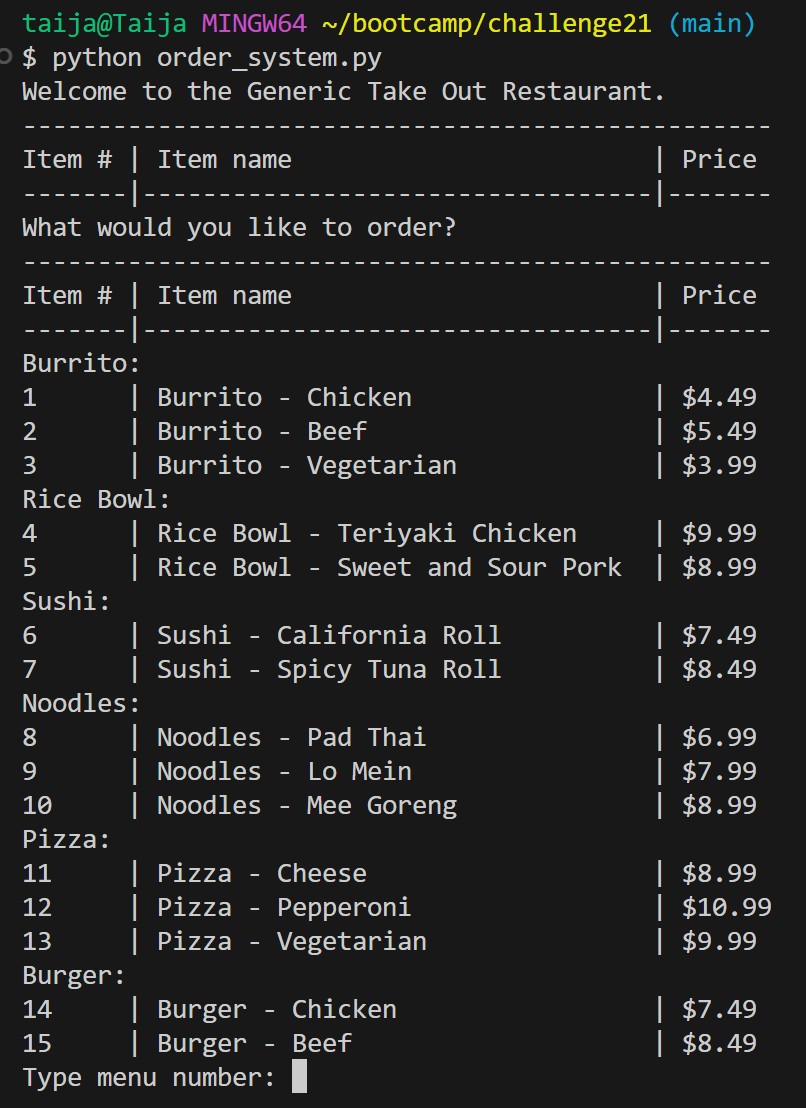 taija@Taija MINGW64 ~/bootcamp/challenge21 (main)
$ python order_system.py
Welcome to the Generic Take Out Restaurant.
--------------------------------------------------
Item # | Item name                        | Price
-------|----------------------------------|-------
What would you like to order?
--------------------------------------------------
Item # | Item name                        | Price
-------|----------------------------------|-------
Burrito:
1      | Burrito - Chicken                | $4.49
2      | Burrito - Beef                   | $5.49
3      | Burrito - Vegetarian             | $3.99
Rice Bowl:
4      | Rice Bowl - Teriyaki Chicken     | $9.99
5      | Rice Bowl - Sweet and Sour Pork  | $8.99
Sushi:
6      | Sushi - California Roll          | $7.49
7      | Sushi - Spicy Tuna Roll          | $8.49
Noodles:
8      | Noodles - Pad Thai               | $6.99
9      | Noodles - Lo Mein                | $7.99
10     | Noodles - Mee Goreng             | $8.99
Pizza:
11     | Pizza - Cheese                   | $8.99
12     | Pizza - Pepperoni                | $10.99
13     | Pizza - Vegetarian               | $9.99
Burger:
14     | Burger - Chicken                 | $7.49
15     | Burger - Beef                    | $8.49
Type menu number: